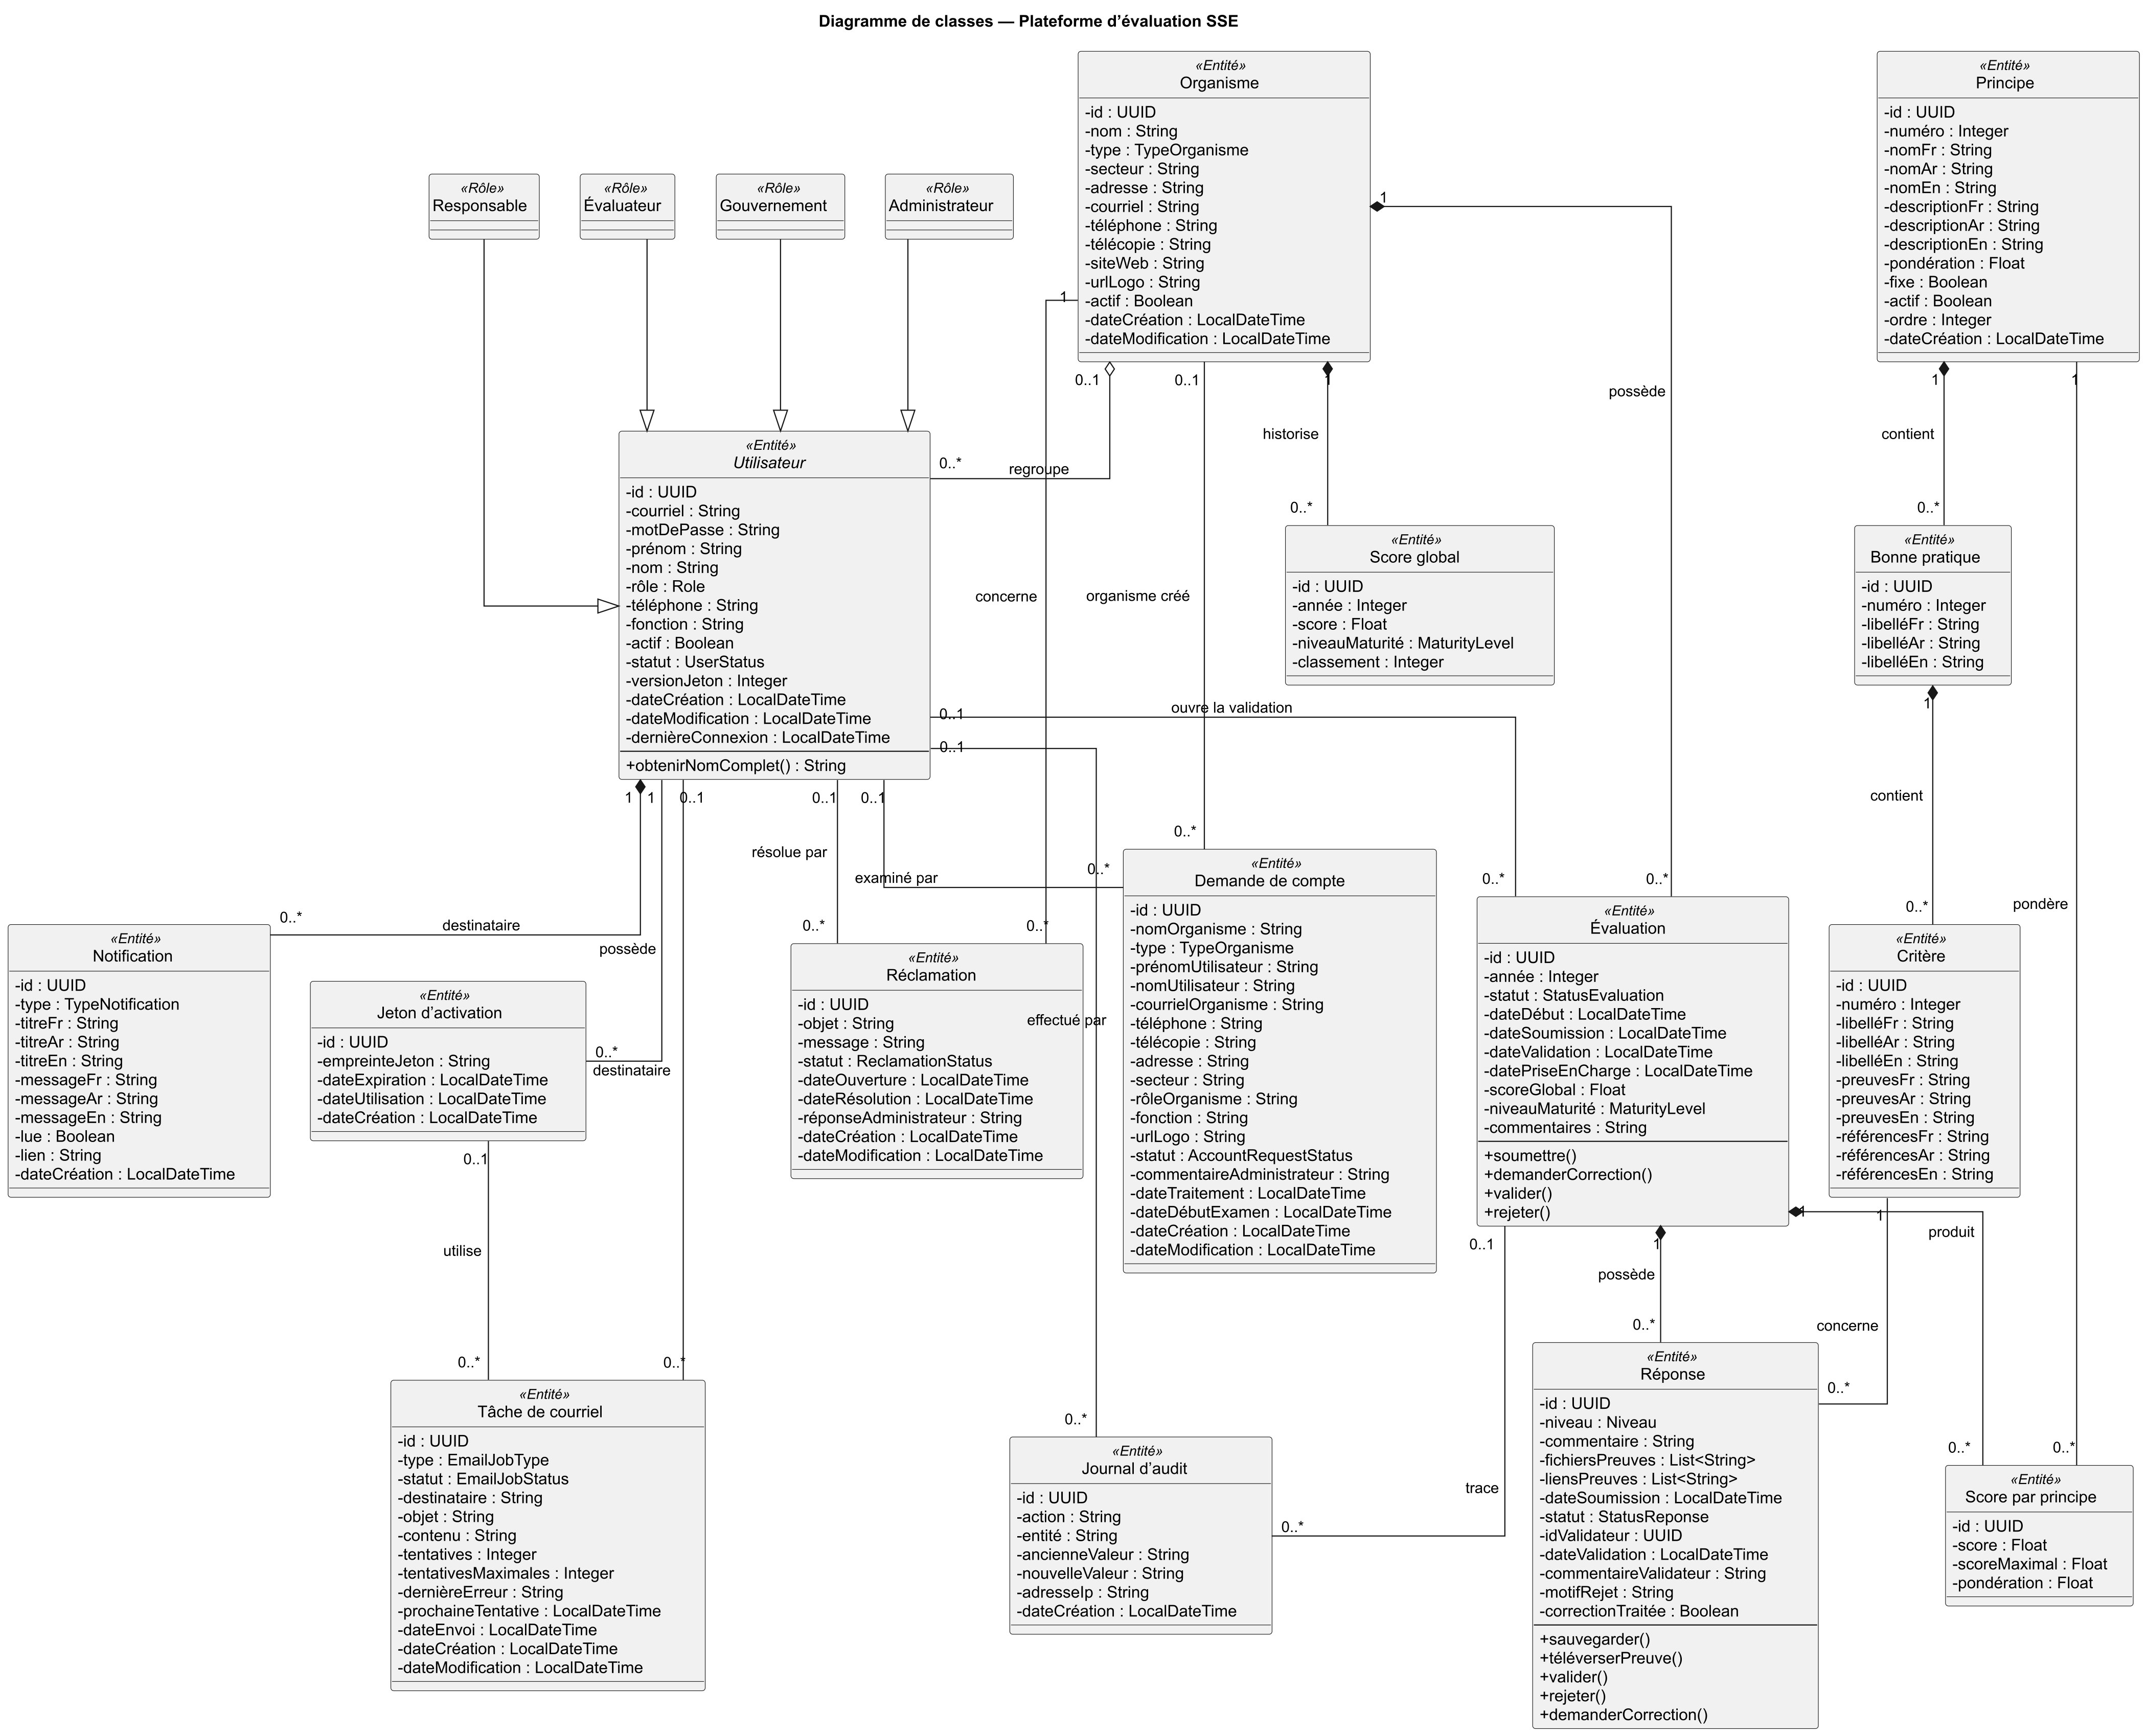 Diagramme de classes — Plateforme d’évaluation SSE
«Entité»
Organisme
-id : UUID
-nom : String
-type : TypeOrganisme
-secteur : String
-adresse : String
-courriel : String
-téléphone : String
-télécopie : String
-siteWeb : String
-urlLogo : String
-actif : Boolean
-dateCréation : LocalDateTime
-dateModification : LocalDateTime
«Entité»
Principe
-id : UUID
-numéro : Integer
-nomFr : String
-nomAr : String
-nomEn : String
-descriptionFr : String
-descriptionAr : String
-descriptionEn : String
-pondération : Float
-fixe : Boolean
-actif : Boolean
-ordre : Integer
-dateCréation : LocalDateTime
«Rôle»
Responsable
«Rôle»
Évaluateur
«Rôle»
Gouvernement
«Rôle»
Administrateur
1
1
0..1
0..1
1
possède
1
1
historise
contient
0..*
regroupe
0..*
0..*
«Entité»
Utilisateur
-id : UUID
-courriel : String
-motDePasse : String
-prénom : String
-nom : String
-rôle : Role
-téléphone : String
-fonction : String
-actif : Boolean
-statut : UserStatus
-versionJeton : Integer
-dateCréation : LocalDateTime
-dateModification : LocalDateTime
-dernièreConnexion : LocalDateTime
+obtenirNomComplet() : String
concerne
organisme créé
«Entité»
Score global
-id : UUID
-année : Integer
-score : Float
-niveauMaturité : MaturityLevel
-classement : Integer
«Entité»
Bonne pratique
-id : UUID
-numéro : Integer
-libelléFr : String
-libelléAr : String
-libelléEn : String
0..1
ouvre la validation
0..1
1
1
1
0..1
0..1
0..1
contient
résolue par
examiné par
0..*
0..*
0..*
0..*
0..*
0..*
0..*
0..*
destinataire
possède
pondère
«Entité»
Notification
-id : UUID
-type : TypeNotification
-titreFr : String
-titreAr : String
-titreEn : String
-messageFr : String
-messageAr : String
-messageEn : String
-lue : Boolean
-lien : String
-dateCréation : LocalDateTime
«Entité»
Jeton d’activation
-id : UUID
-empreinteJeton : String
-dateExpiration : LocalDateTime
-dateUtilisation : LocalDateTime
-dateCréation : LocalDateTime
0..*
destinataire
«Entité»
Réclamation
-id : UUID
-objet : String
-message : String
-statut : ReclamationStatus
-dateOuverture : LocalDateTime
-dateRésolution : LocalDateTime
-réponseAdministrateur : String
-dateCréation : LocalDateTime
-dateModification : LocalDateTime
effectué par
«Entité»
Demande de compte
-id : UUID
-nomOrganisme : String
-type : TypeOrganisme
-prénomUtilisateur : String
-nomUtilisateur : String
-courrielOrganisme : String
-téléphone : String
-télécopie : String
-adresse : String
-secteur : String
-rôleOrganisme : String
-fonction : String
-urlLogo : String
-statut : AccountRequestStatus
-commentaireAdministrateur : String
-dateTraitement : LocalDateTime
-dateDébutExamen : LocalDateTime
-dateCréation : LocalDateTime
-dateModification : LocalDateTime
«Entité»
Évaluation
-id : UUID
-année : Integer
-statut : StatusEvaluation
-dateDébut : LocalDateTime
-dateSoumission : LocalDateTime
-dateValidation : LocalDateTime
-datePriseEnCharge : LocalDateTime
-scoreGlobal : Float
-niveauMaturité : MaturityLevel
-commentaires : String
+soumettre()
+demanderCorrection()
+valider()
+rejeter()
«Entité»
Critère
-id : UUID
-numéro : Integer
-libelléFr : String
-libelléAr : String
-libelléEn : String
-preuvesFr : String
-preuvesAr : String
-preuvesEn : String
-référencesFr : String
-référencesAr : String
-référencesEn : String
0..1
utilise
0..*
0..*
0..1
1
1
1
produit
possède
0..*
concerne
0..*
0..*
trace
0..*
0..*
0..*
«Entité»
Tâche de courriel
-id : UUID
-type : EmailJobType
-statut : EmailJobStatus
-destinataire : String
-objet : String
-contenu : String
-tentatives : Integer
-tentativesMaximales : Integer
-dernièreErreur : String
-prochaineTentative : LocalDateTime
-dateEnvoi : LocalDateTime
-dateCréation : LocalDateTime
-dateModification : LocalDateTime
«Entité»
Journal d’audit
-id : UUID
-action : String
-entité : String
-ancienneValeur : String
-nouvelleValeur : String
-adresseIp : String
-dateCréation : LocalDateTime
«Entité»
Réponse
-id : UUID
-niveau : Niveau
-commentaire : String
-fichiersPreuves : List<String>
-liensPreuves : List<String>
-dateSoumission : LocalDateTime
-statut : StatusReponse
-idValidateur : UUID
-dateValidation : LocalDateTime
-commentaireValidateur : String
-motifRejet : String
-correctionTraitée : Boolean
+sauvegarder()
+téléverserPreuve()
+valider()
+rejeter()
+demanderCorrection()
«Entité»
Score par principe
-id : UUID
-score : Float
-scoreMaximal : Float
-pondération : Float